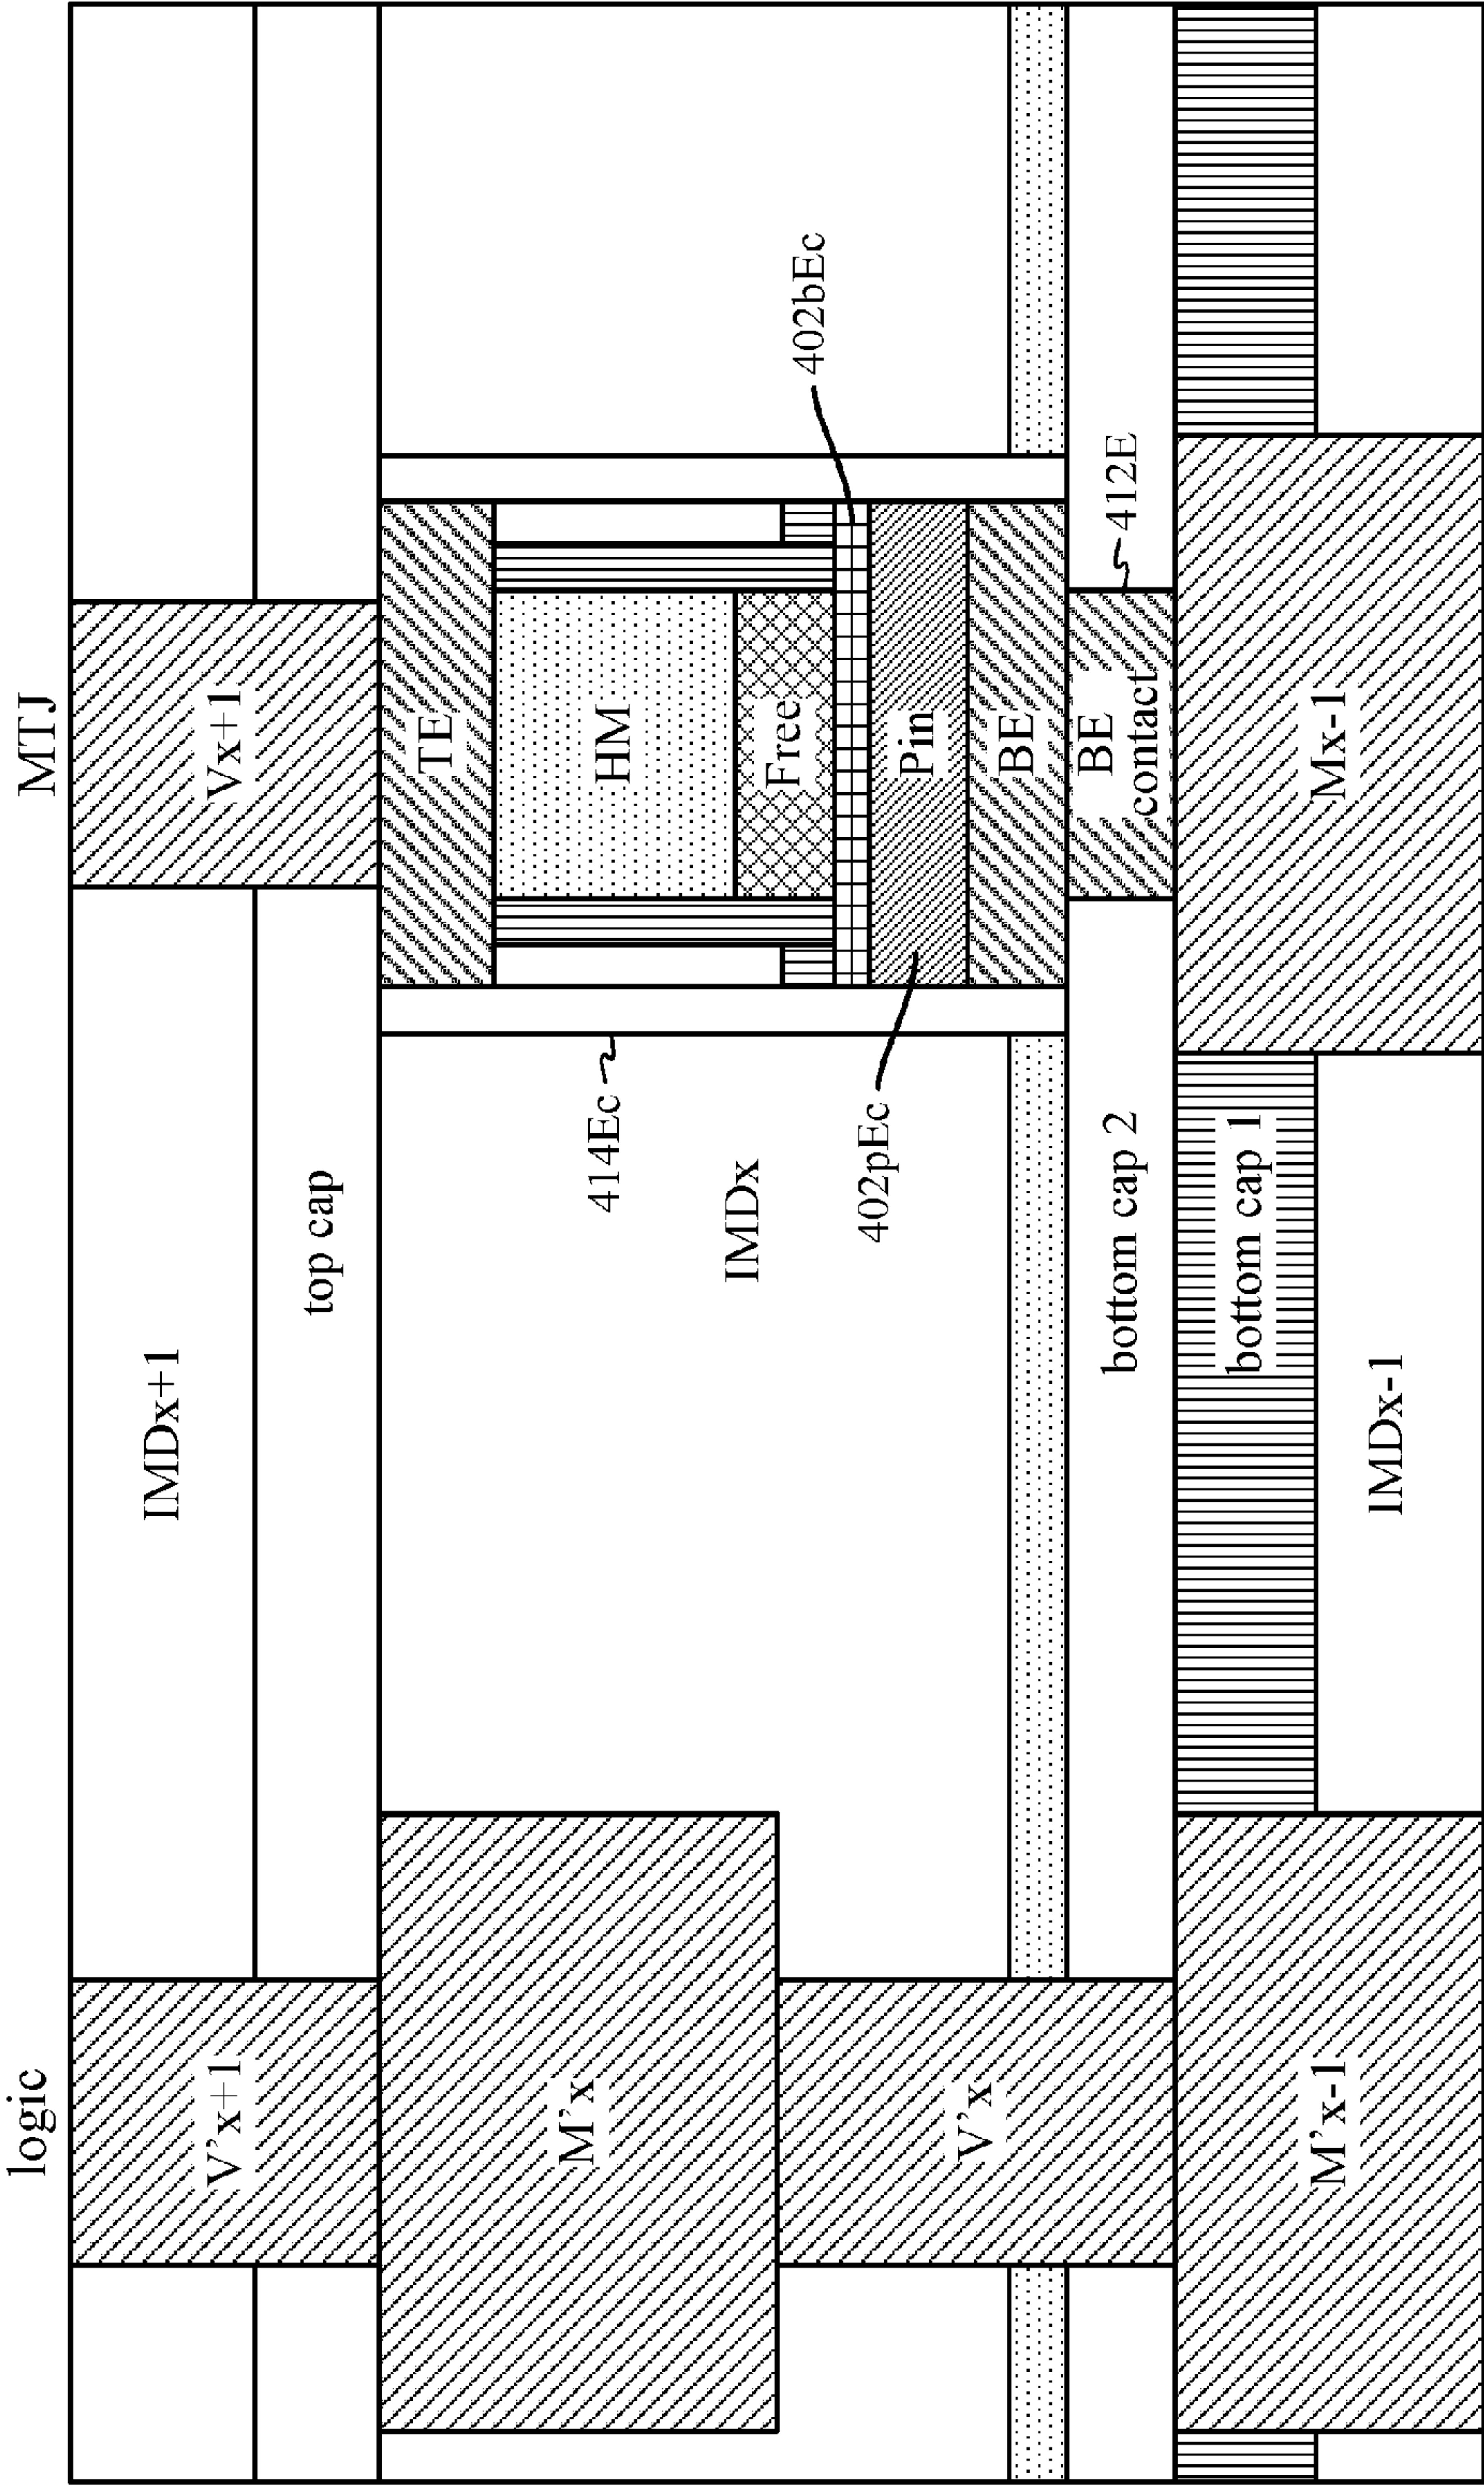 logic
MTJ
V’x+1
IMDx+1
Vx+1
top cap
TE
M’x
414Ec
HM
IMDx
Free
402bEc
V’x
402pEc
Pin
BE
bottom cap 2
BE
contact
412E
M’x-1
bottom cap 1
IMDx-1
Mx-1